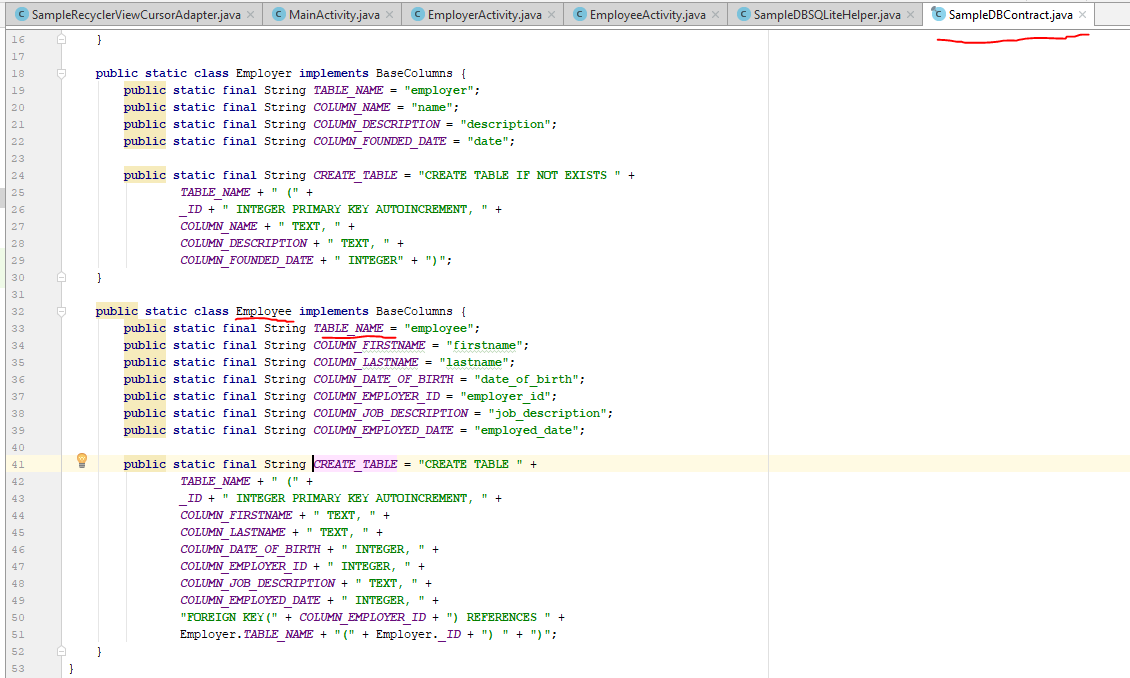 SampleRecyclerViewCursorAdapter.java × MainActivity.java × EmployerActivity.java × EmployeeActivity.java × SampleDBSQLiteHelper.java × SampleDBContract.java ×
16 }
17
18 public static class Employer implements BaseColumns {
19 public static final String TABLE_NAME = "employer";
20 public static final String COLUMN_NAME = "name";
21 public static final String COLUMN_DESCRIPTION = "description";
22 public static final String COLUMN_FOUNDED_DATE = "date";
23
24 public static final String CREATE_TABLE = "CREATE TABLE IF NOT EXISTS " +
25 TABLE_NAME + " (" +
26 _ID + " INTEGER PRIMARY KEY AUTOINCREMENT, " +
27 COLUMN_NAME + " TEXT, " +
28 COLUMN_DESCRIPTION + " TEXT, " +
29 COLUMN_FOUNDED_DATE + " INTEGER" + ")";
30 }
31
32 public static class Employee implements BaseColumns {
33 public static final String TABLE_NAME = "employee";
34 public static final String COLUMN_FIRSTNAME = "firstname";
35 public static final String COLUMN_LASTNAME = "lastname";
36 public static final String COLUMN_DATE_OF_BIRTH = "date_of_birth";
37 public static final String COLUMN_EMPLOYER_ID = "employer_id";
38 public static final String COLUMN_JOB_DESCRIPTION = "job_description";
39 public static final String COLUMN_EMPLOYED_DATE = "employed_date";
40
41 public static final String CREATE_TABLE = "CREATE TABLE " +
42 TABLE_NAME + " (" +
43 _ID + " INTEGER PRIMARY KEY AUTOINCREMENT, " +
44 COLUMN_FIRSTNAME + " TEXT, " +
45 COLUMN_LASTNAME + " TEXT, " +
46 COLUMN_DATE_OF_BIRTH + " INTEGER, " +
47 COLUMN_EMPLOYER_ID + " INTEGER, " +
48 COLUMN_JOB_DESCRIPTION + " TEXT, " +
49 COLUMN_EMPLOYED_DATE + " INTEGER, " +
50 "FOREIGN KEY(" + COLUMN_EMPLOYER_ID + ") REFERENCES " +
51 Employer.TABLE_NAME + "(" + Employer._ID + ") " + ")";
52 }
53 }